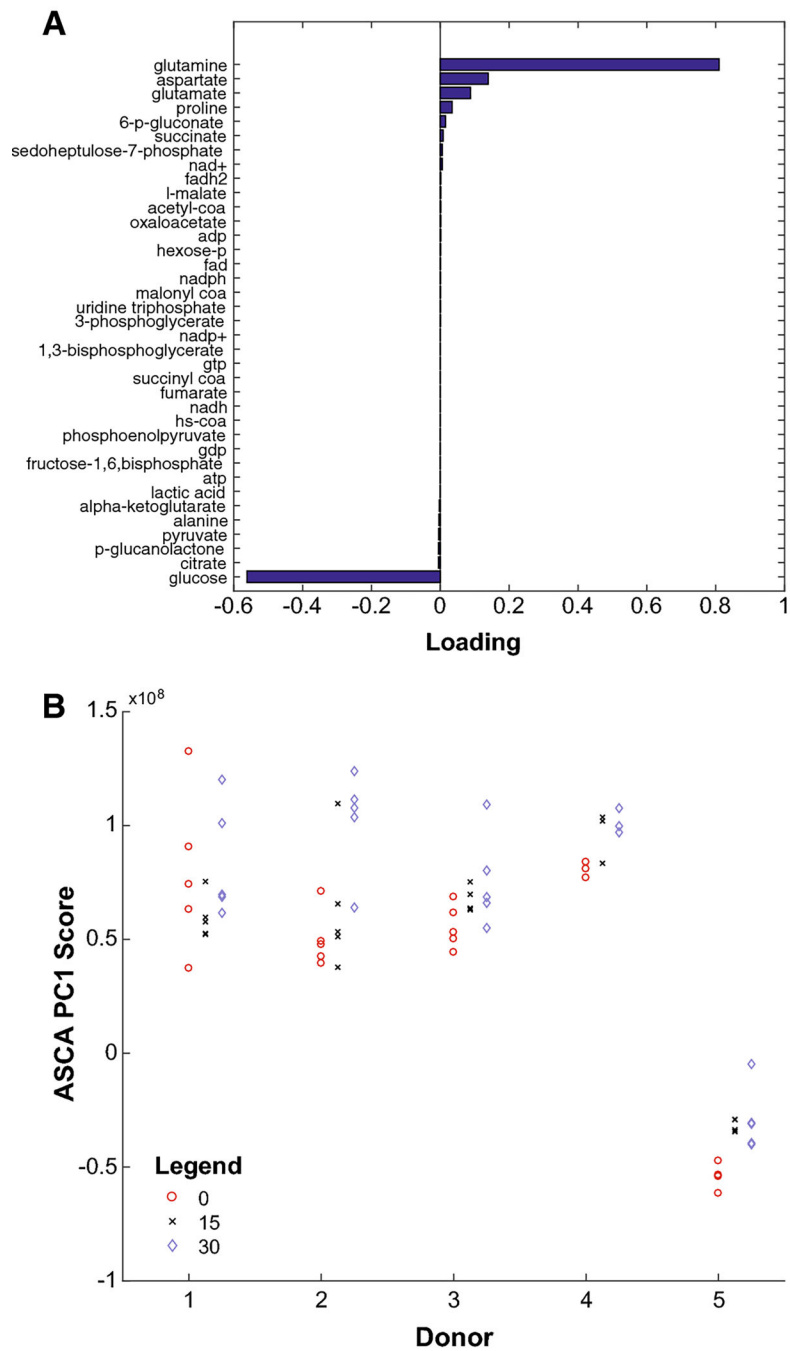 A
glutamine
aspartate
glutamate
proline
6-p-gluconate
succinate
sedoheptulose-7-phosphate
nad+
fadh2
l-malate
acetyl-coa
oxaloacetate
adp
hexose-p
fad
nadph
malonyl coa
uridine triphosphate
3-phosphoglycerate
nadp+
1,3-bisphosphoglycerate
gtp
succinyl coa
fumarate
nadh
hs-coa
phosphoenolpyruvate
gdp
fructose-1,6,bisphosphate
atp
lactic acid
alpha-ketoglutarate
alanine
pyruvate
p-glucanolactone
citrate
glucose
-0.6 -0.4 -0.2 0 0.2 0.4 0.6 0.8 1
Loading
B
x10⁸
1.5
1
0.5
0
-0.5
-1
ASCA PC1 Score
Legend
0
15
30
1 2 3 4 5
Donor